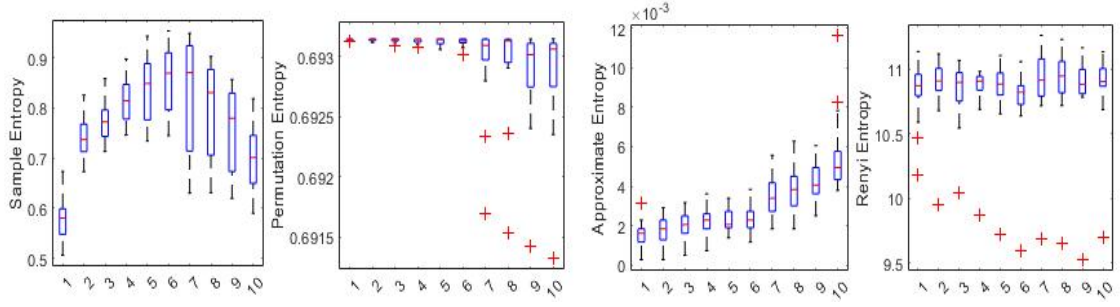 Sample Entropy
0.9
0.8
0.7
0.6
0.5
1 2 3 4 5 6 7 8 9 10
Permutation Entropy
0.693
0.6925
0.692
0.6915
1 2 3 4 5 6 7 8 9 10
×10⁻³
Approximate Entropy
12
10
8
6
4
2
0
1 2 3 4 5 6 7 8 9 10
Renyi Entropy
11
10.5
10
9.5
1 2 3 4 5 6 7 8 9 10